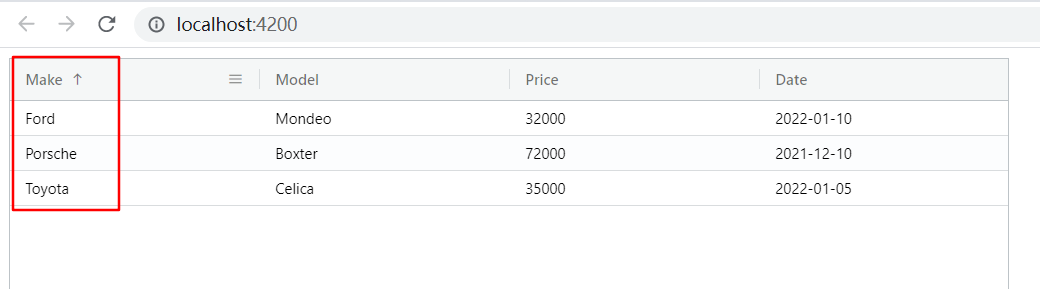 localhost:4200
Make ↑ Model Price Date
Ford Mondeo 32000 2022-01-10
Porsche Boxter 72000 2021-12-10
Toyota Celica 35000 2022-01-05